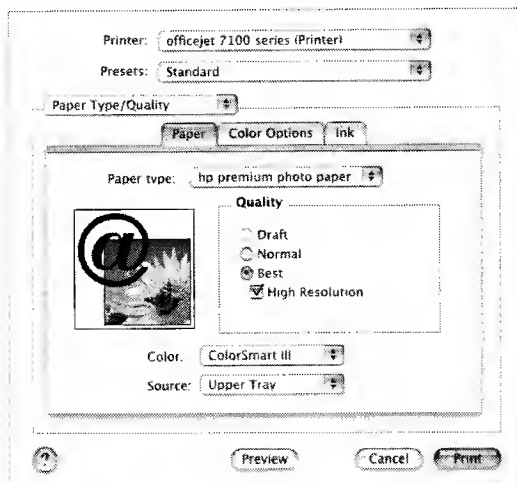 Printer: officejet 7100 series (Printer)
Presets: Standard
Paper Type/Quality
Paper Color Options Ink
Paper type: hp premium photo paper
Quality
@
Draft
Normal
Best
High Resolution
Color: ColorSmart III
Source: Upper Tray
? Preview Cancel Print